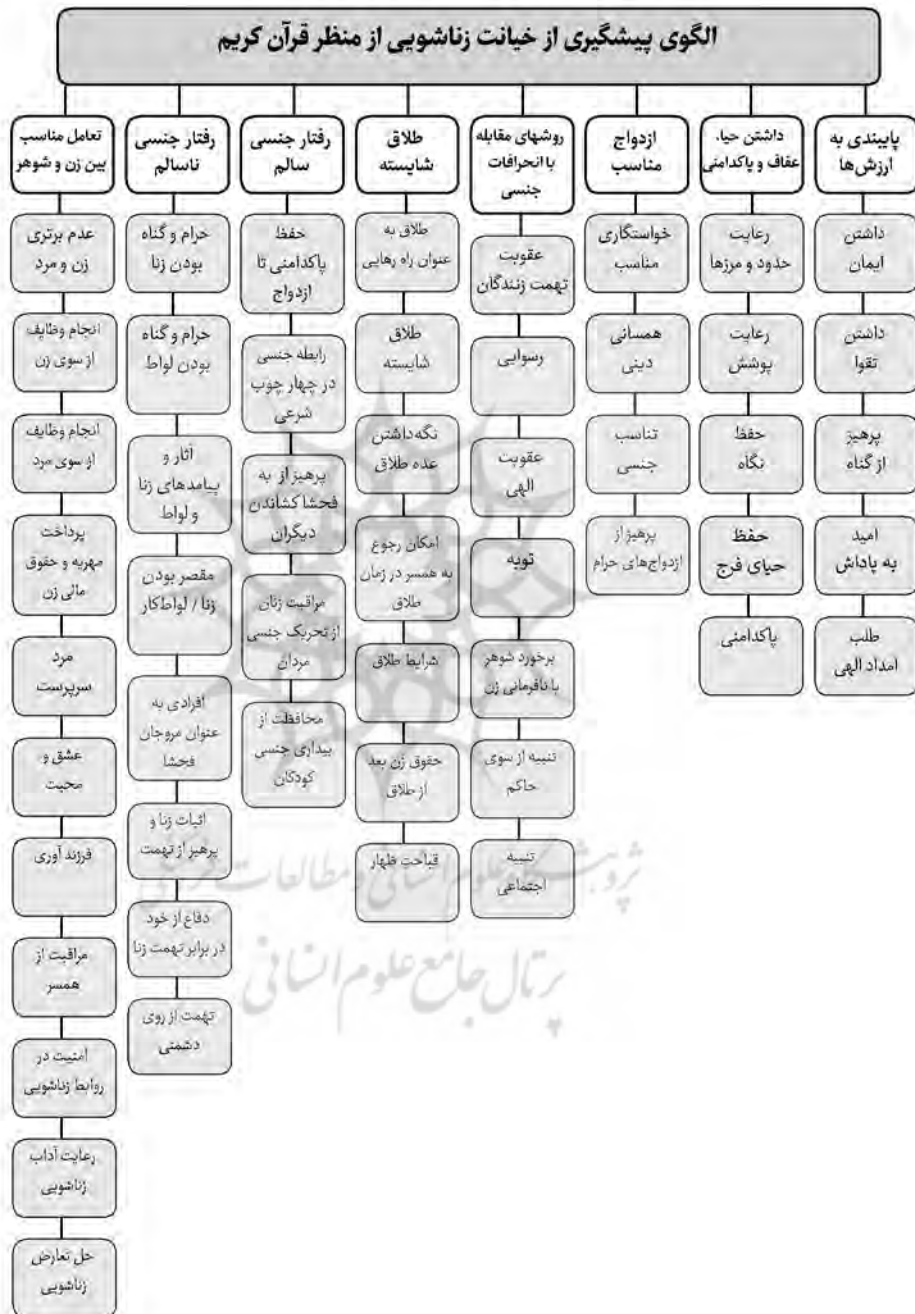 الگوی پیشگیری از خیانت زناشویی از منظر قرآن کریم
پایبندی به
ارزش‌ها
داشتن
ایمان
داشتن
تقوا
پرهیز
از گناه
امید
به پاداش
طلب
امداد الهی
داشتن حیا،
عفاف و پاکدامنی
رعایت
حدود و مرزها
رعایت
پوشش
حفظ
نگاه
حفظ
حیای فرج
پاکدامنی
ازدواج
مناسب
خواستگاری
مناسب
همسانی
دینی
تناسب
جنسی
پرهیز از
ازدواج‌های حرام
روشهای مقابله
با انحرافات
جنسی
عقوبت
تهمت زنندگان
رسوایی
عقوبت
الهی
توبه
برخورد شوهر
با نافرمانی زن
تنبیه از سوی
حاکم
تنبیه
اجتماعی
طلاق
شایسته
طلاق به
عنوان راه رهایی
طلاق
شایسته
نگه‌داشتن
عده طلاق
امکان رجوع
به همسر در زمان
طلاق
شرایط طلاق
حقوق زن بعد
از طلاق
قباحت ظهار
رفتار جنسی
سالم
حفظ
پاکدامنی تا
ازدواج
رابطه جنسی
در چهار چوب
شرعی
پرهیز از به
فحشا کشاندن
دیگران
مراقبت زنان
از تحریک جنسی
مردان
محافظت از
بیداری جنسی
کودکان
رفتار جنسی
ناسالم
حرام و گناه
بودن زنا
حرام و گناه
بودن لواط
آثار و
پیامدهای زنا
و لواط
مقصر بودن
زنا / لواط‌کار
افرادی به
عنوان مروجان
فحشا
اثبات زنا و
پرهیز از تهمت
دفاع از خود
در برابر تهمت زنا
تهمت از روی
دشمنی
تعامل مناسب
بین زن و شوهر
عدم برتری
زن و مرد
انجام وظایف
از سوی زن
انجام وظایف
از سوی مرد
پرداخت
مهریه و حقوق
مالی زن
مرد
سرپرست
عشق و
محبت
فرزند آوری
مراقبت از
همسر
امنیت در
روابط زناشویی
رعایت آداب
زناشویی
حل تعارض
زناشویی
پژوهشگاه علوم انسانی و مطالعات فرهنگی
پرتال جامع علوم انسانی